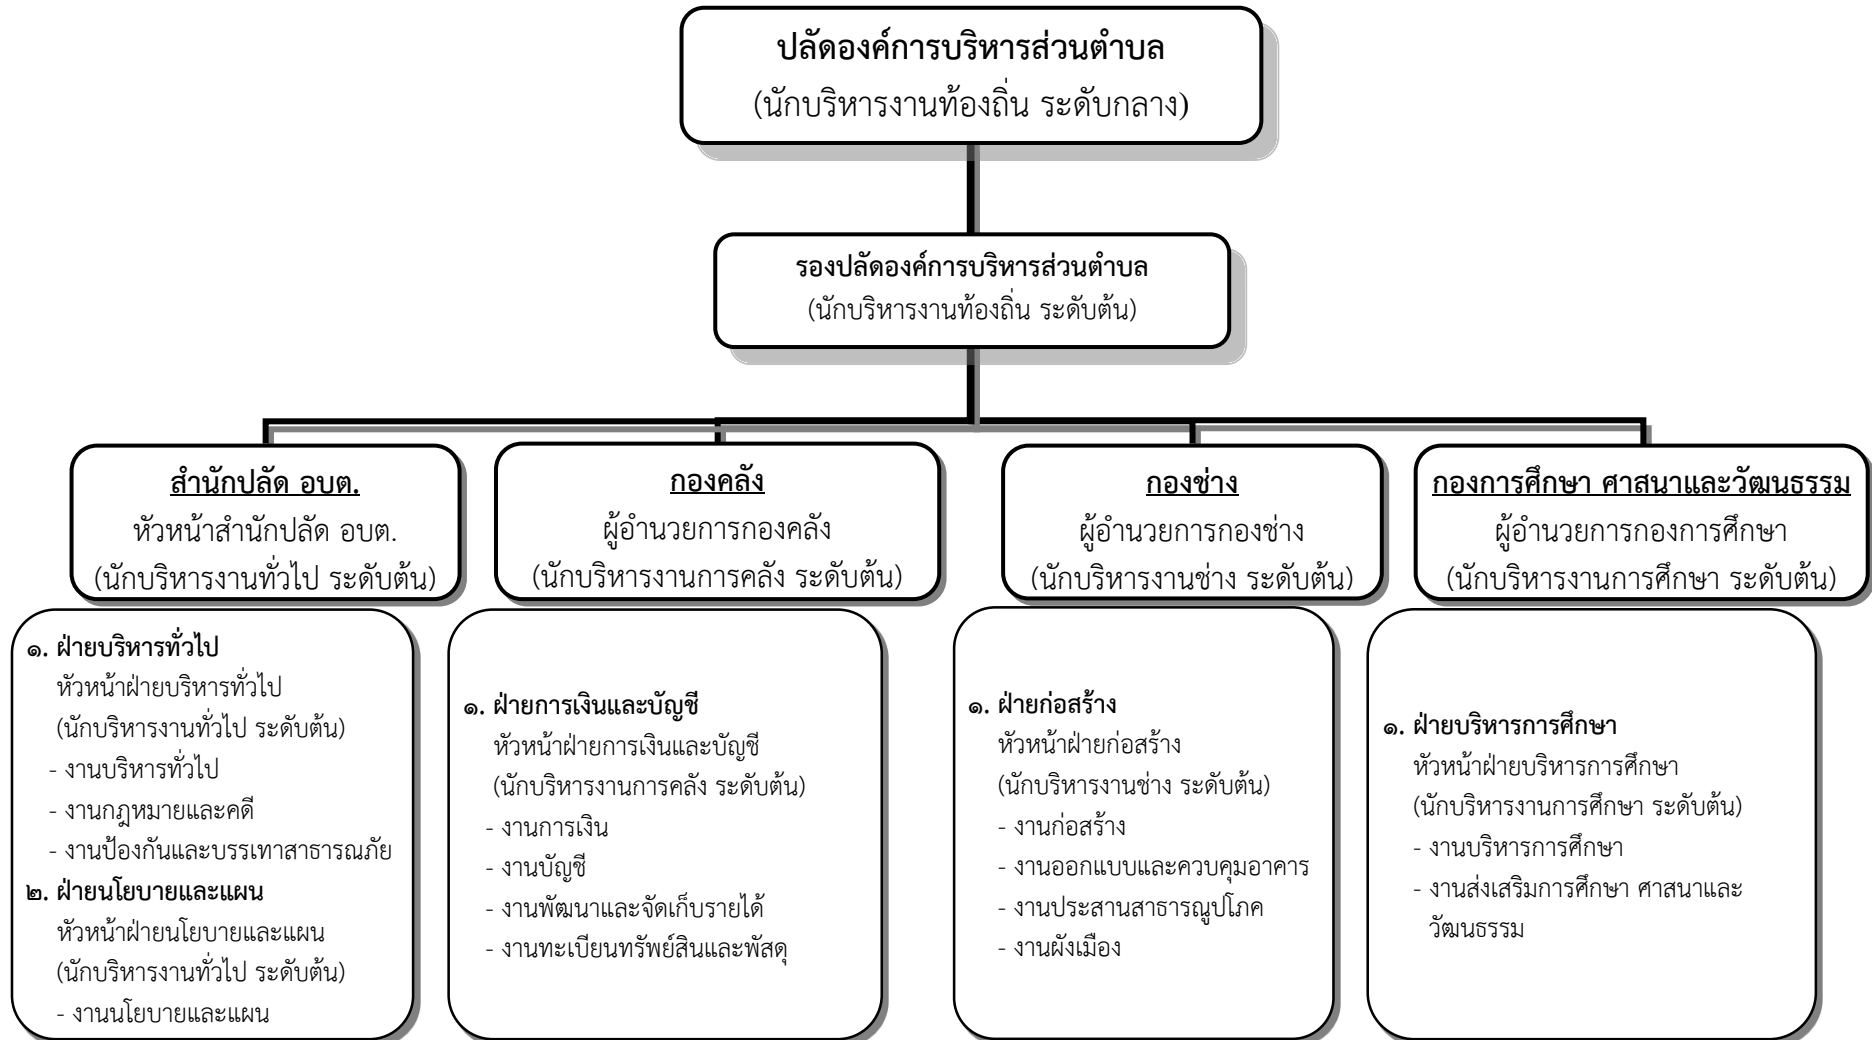 ปลัดองค์การบริหารส่วนตำบล
(นักบริหารงานท้องถิ่น ระดับกลาง)
รองปลัดองค์การบริหารส่วนตำบล
(นักบริหารงานท้องถิ่น ระดับต้น)
สำนักปลัด อบต.
หัวหน้าสำนักปลัด อบต.
(นักบริหารงานทั่วไป ระดับต้น)
กองคลัง
ผู้อำนวยการกองคลัง
(นักบริหารงานการคลัง ระดับต้น)
กองช่าง
ผู้อำนวยการกองช่าง
(นักบริหารงานช่าง ระดับต้น)
กองการศึกษา ศาสนาและวัฒนธรรม
ผู้อำนวยการกองการศึกษา
(นักบริหารงานการศึกษา ระดับต้น)
๑. ฝ่ายบริหารทั่วไป
หัวหน้าฝ่ายบริหารทั่วไป
(นักบริหารงานทั่วไป ระดับต้น)
- งานบริหารทั่วไป
- งานกฎหมายและคดี
- งานป้องกันและบรรเทาสาธารณภัย
๒. ฝ่ายนโยบายและแผน
หัวหน้าฝ่ายนโยบายและแผน
(นักบริหารงานทั่วไป ระดับต้น)
- งานนโยบายและแผน
๑. ฝ่ายการเงินและบัญชี
หัวหน้าฝ่ายการเงินและบัญชี
(นักบริหารงานการคลัง ระดับต้น)
- งานการเงิน
- งานบัญชี
- งานพัฒนาและจัดเก็บรายได้
- งานทะเบียนทรัพย์สินและพัสดุ
๑. ฝ่ายก่อสร้าง
หัวหน้าฝ่ายก่อสร้าง
(นักบริหารงานช่าง ระดับต้น)
- งานก่อสร้าง
- งานออกแบบและควบคุมอาคาร
- งานประสานสาธารณูปโภค
- งานผังเมือง
๑. ฝ่ายบริหารการศึกษา
หัวหน้าฝ่ายบริหารการศึกษา
(นักบริหารงานการศึกษา ระดับต้น)
- งานบริหารการศึกษา
- งานส่งเสริมการศึกษา ศาสนาและ
วัฒนธรรม